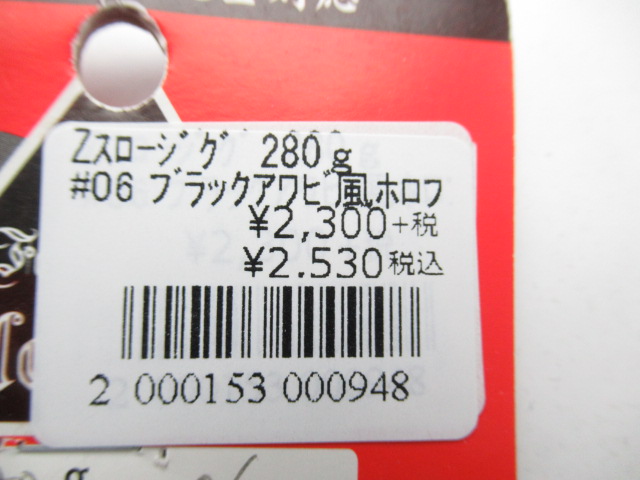 Zスロージグ 280g
#06 ブラックアワビ風ホロフ
¥2,300+税
¥2.530税込
2 000153 000948
g